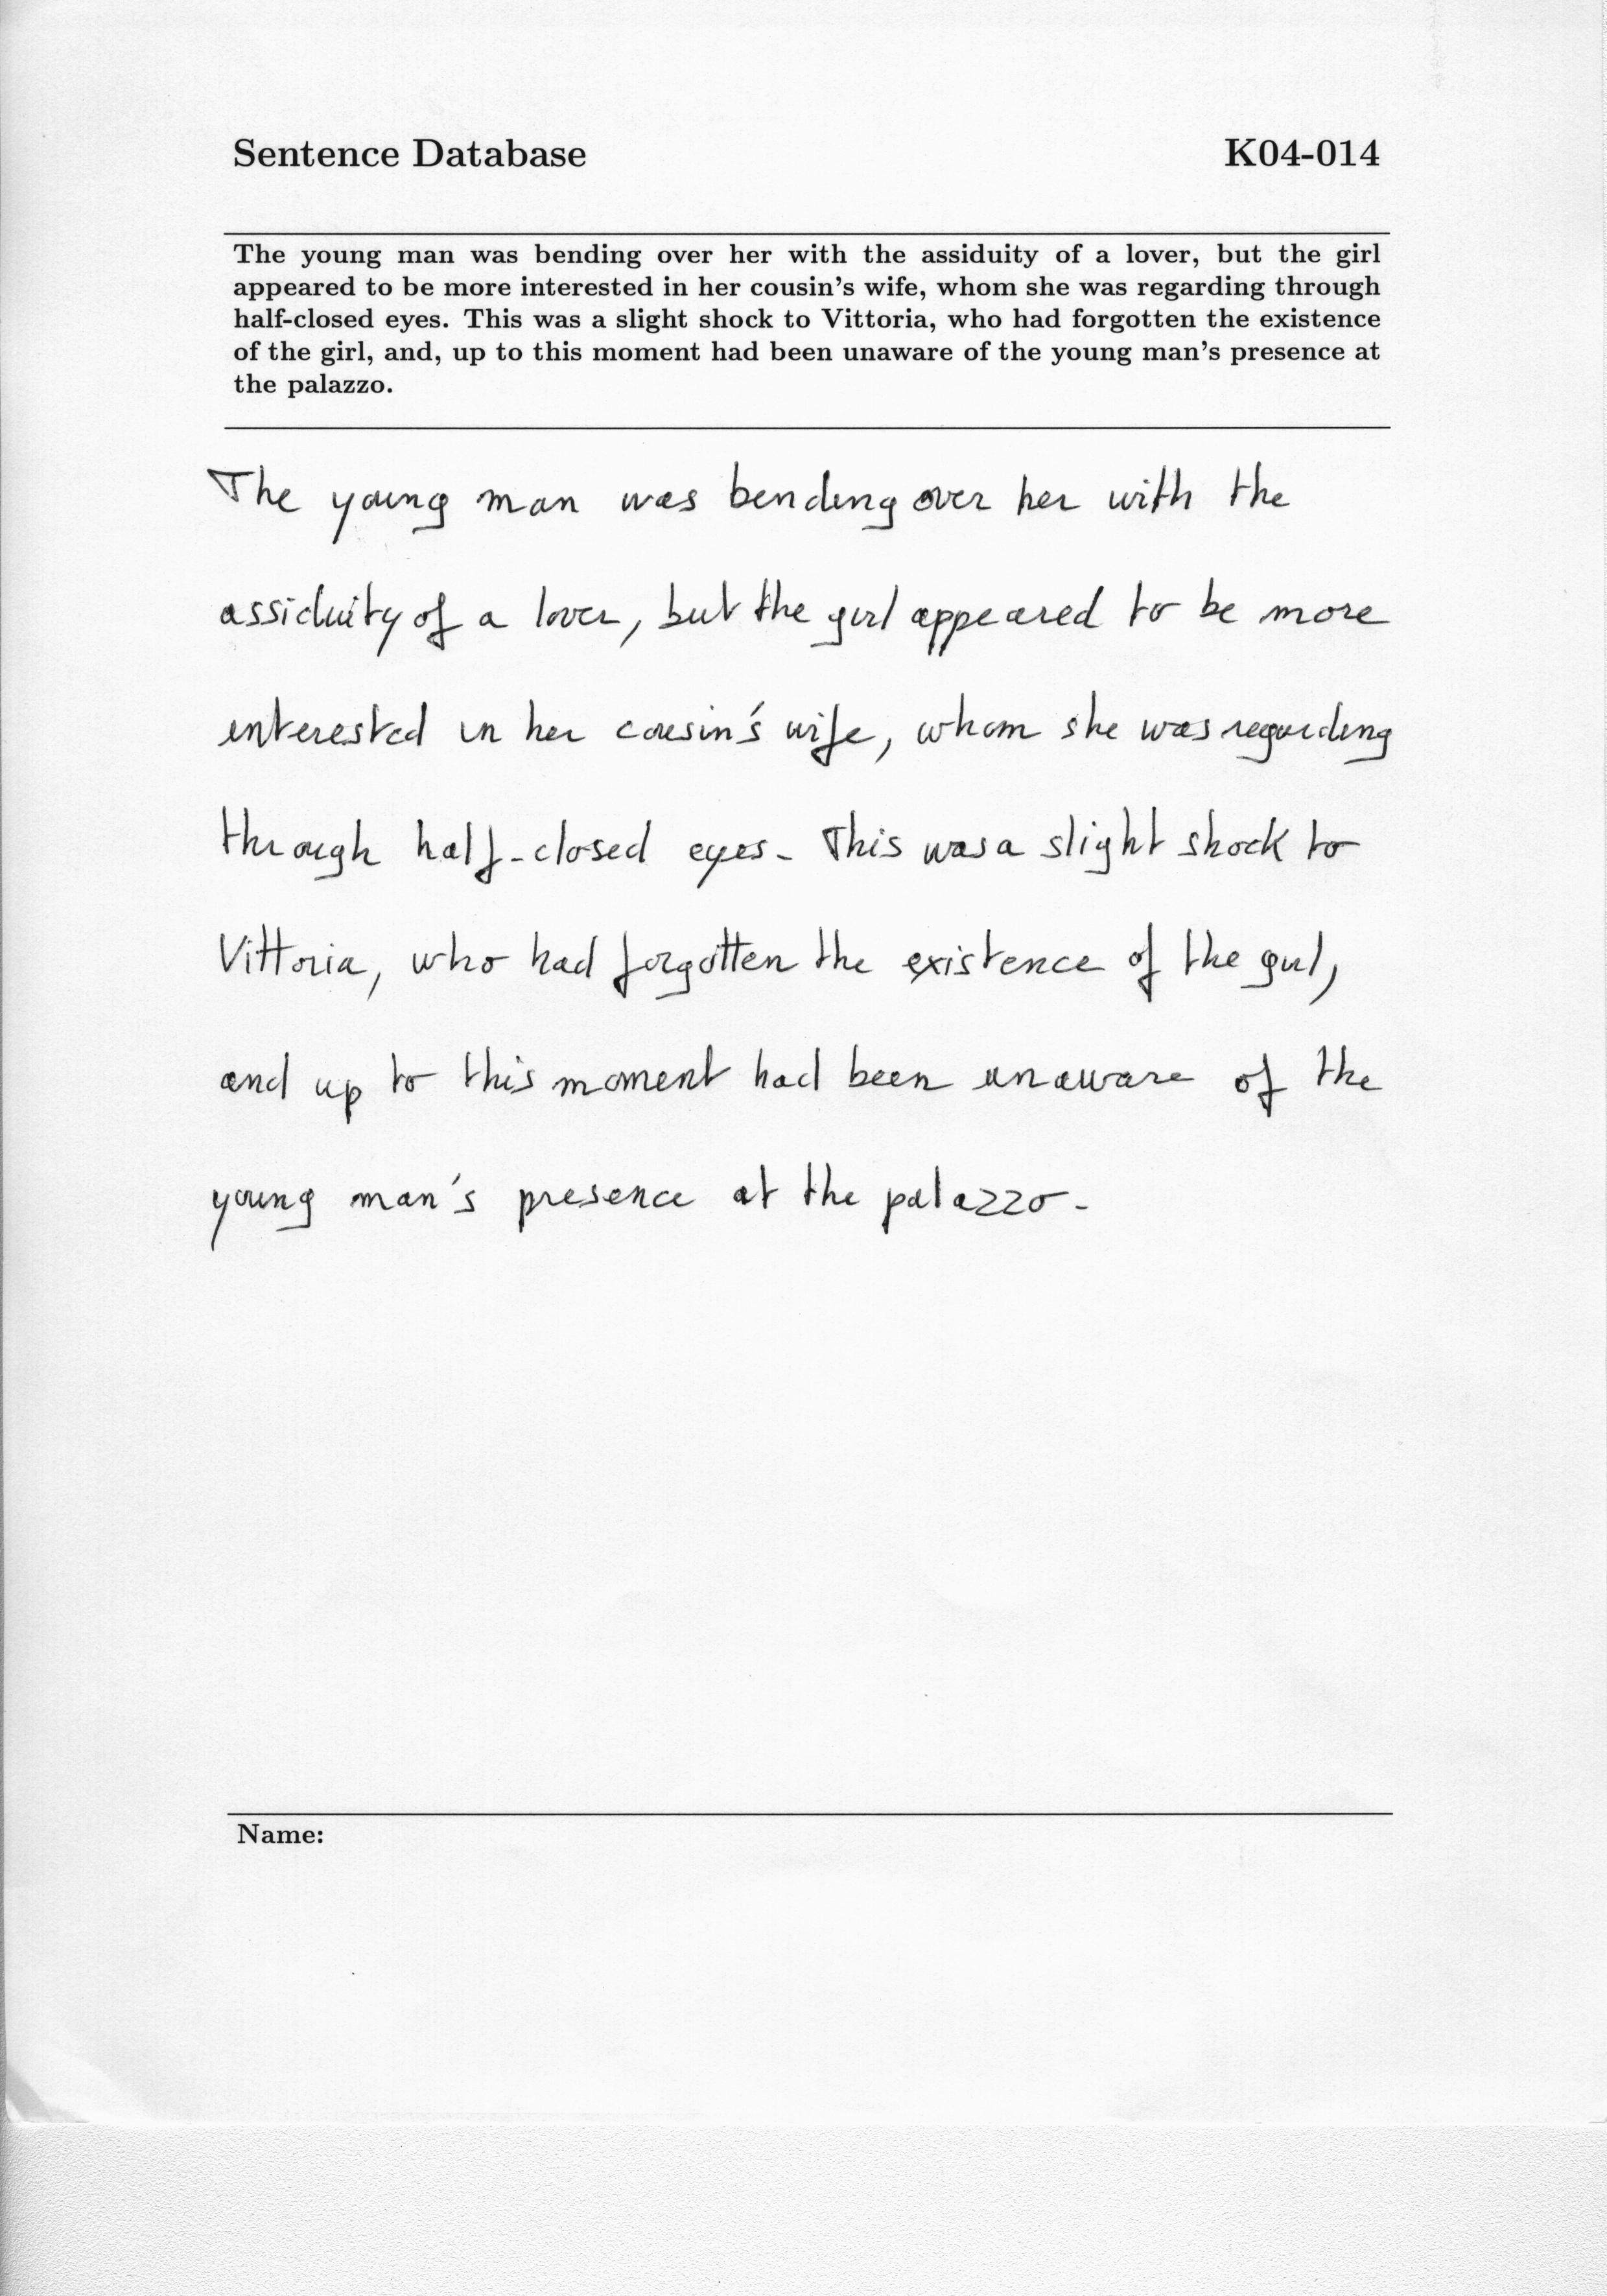 Sentence Database K04-014
The young man was bending over her with the assiduity of a lover, but the girl
appeared to be more interested in her cousin's wife, whom she was regarding through
half-closed eyes. This was a slight shock to Vittoria, who had forgotten the existence
of the girl, and, up to this moment had been unaware of the young man's presence at
the palazzo.
The young man was bending over her with the
assiduity of a lover, but the girl appeared to be more
interested in her cousin's wife, whom she was regarding
through half-closed eyes. This was a slight shock to
Vittoria, who had forgotten the existence of the girl,
and up to this moment had been unaware of the
young man's presence at the palazzo.
Name: